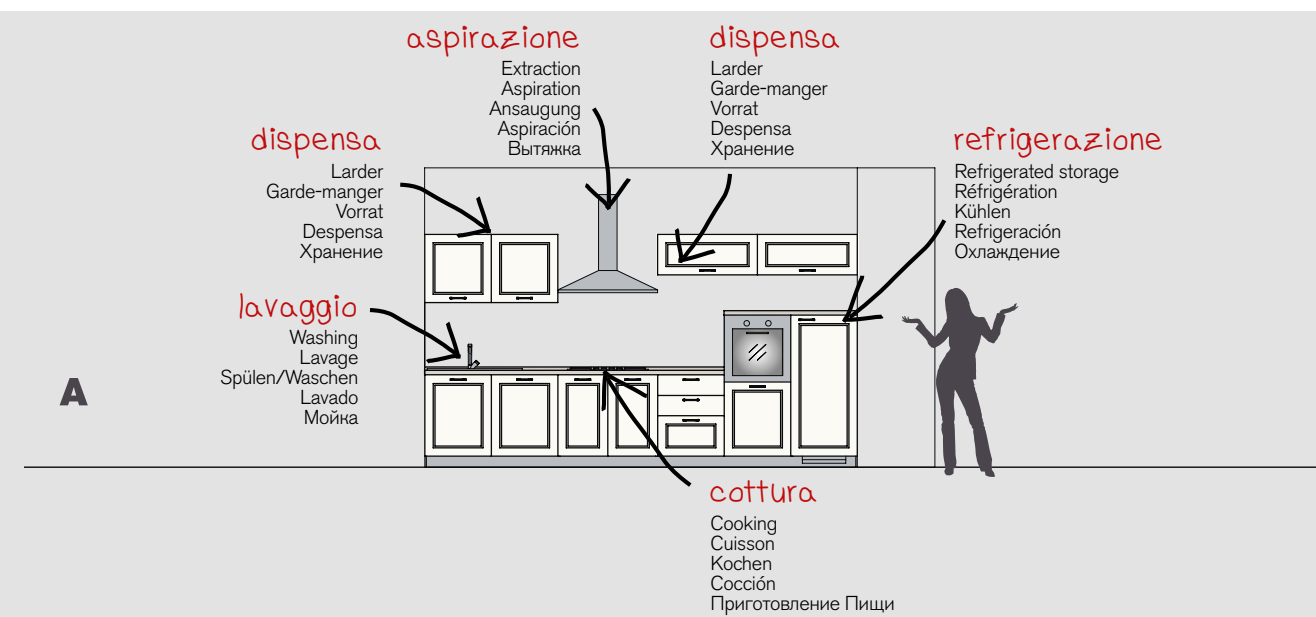 aspirazione
Extraction
Aspiration
Ansaugung
Aspiración
Вытяжка
dispensa
Larder
Garde-manger
Vorrat
Despensa
Хранение
dispensa
Larder
Garde-manger
Vorrat
Despensa
Хранение
refrigerazione
Refrigerated storage
Réfrigération
Kühlen
Refrigeración
Охлаждение
lavaggio
Washing
Lavage
Spülen/Waschen
Lavado
Мойка
A
cottura
Cooking
Cuisson
Kochen
Cocción
Приготовление Пищи